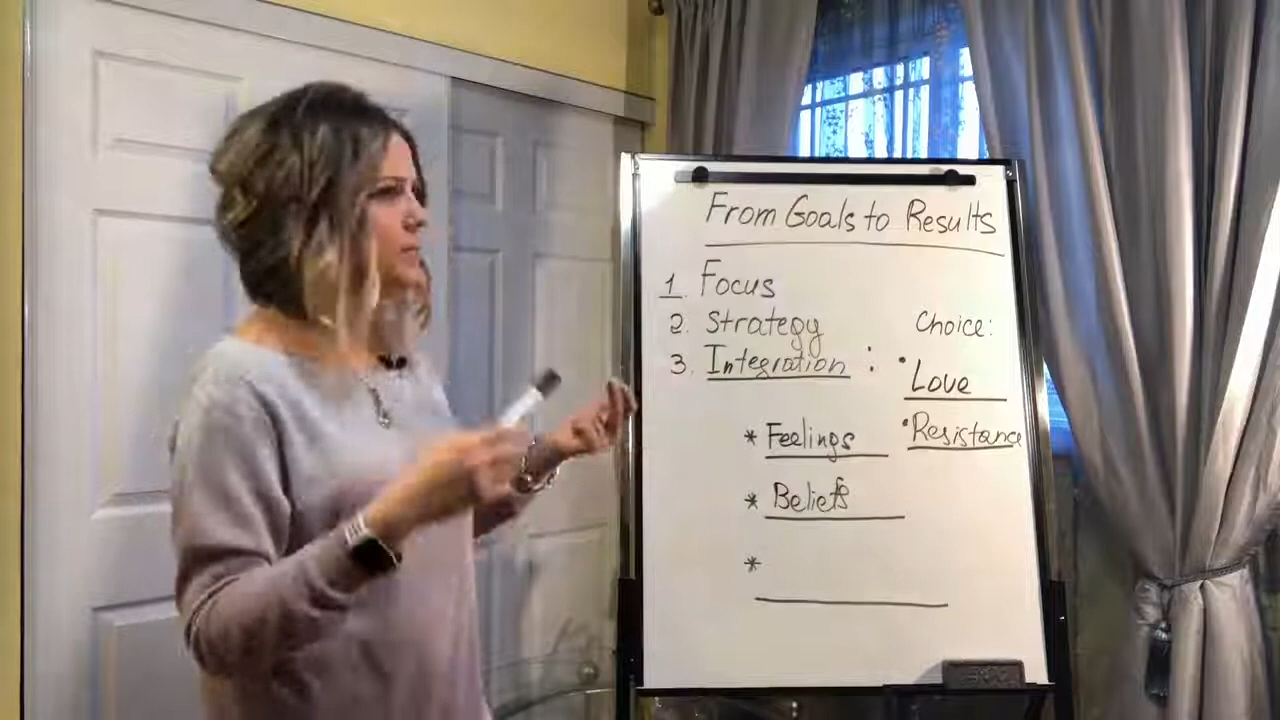 From Goals to Results
1. Focus
2. Strategy
3. Integration :
* Feelings
* Beliefs
*
Choice:
• Love
• Resistance